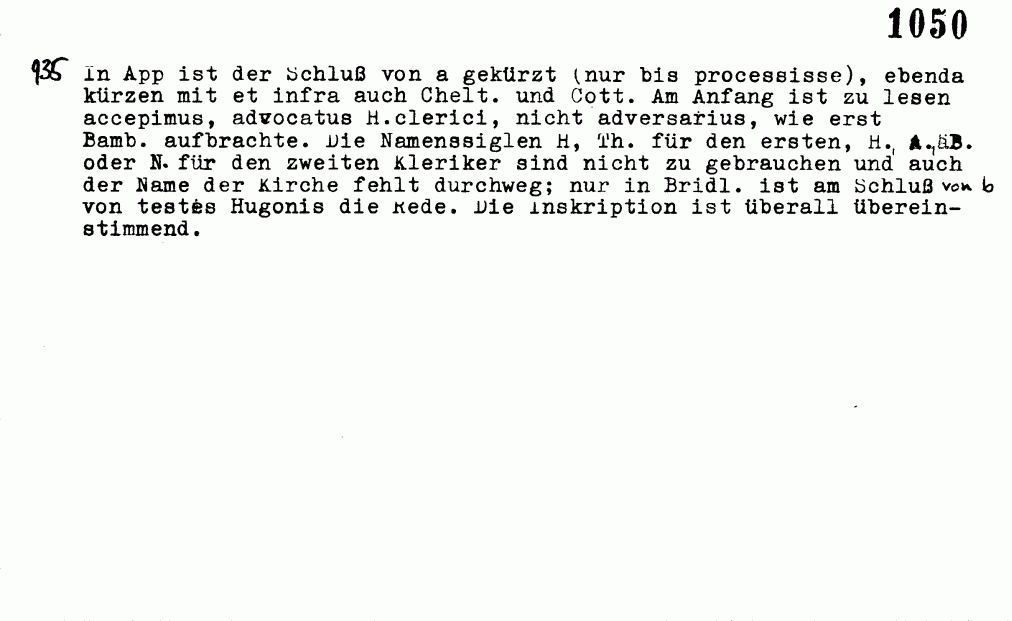 1050
936 In App ist der Schluß von a gekürzt (nur bis processisse), ebenda
kürzen mit et infra auch Chelt. und Cott. Am Anfang ist zu lesen
accepimus, advocatus H.clerici, nicht adversarius, wie erst
Bamb. aufbrachte. Die Namenssiglen H, Th. für den ersten, H., A., B.
oder N. für den zweiten Kleriker sind nicht zu gebrauchen und auch
der Name der Kirche fehlt durchweg; nur in Bridl. ist am Schluß von b
von testes Hugonis die Rede. Die Inskription ist überall überein-
stimmend.